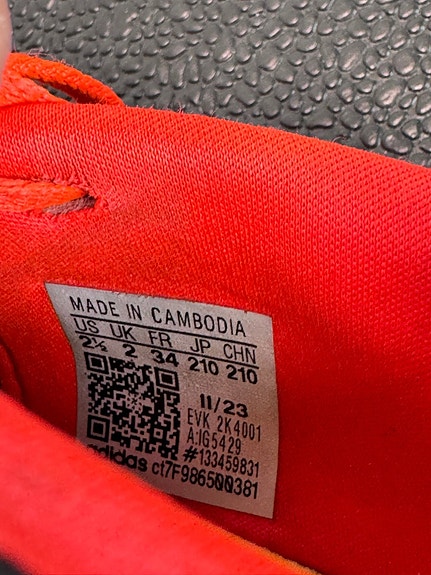 MADE IN CAMBODIA
US UK FR JP CHN
2½ 2 34 210 210
11/23
EVK 2K4001
A:IG5429
#133459831
adidas ct7F986500381